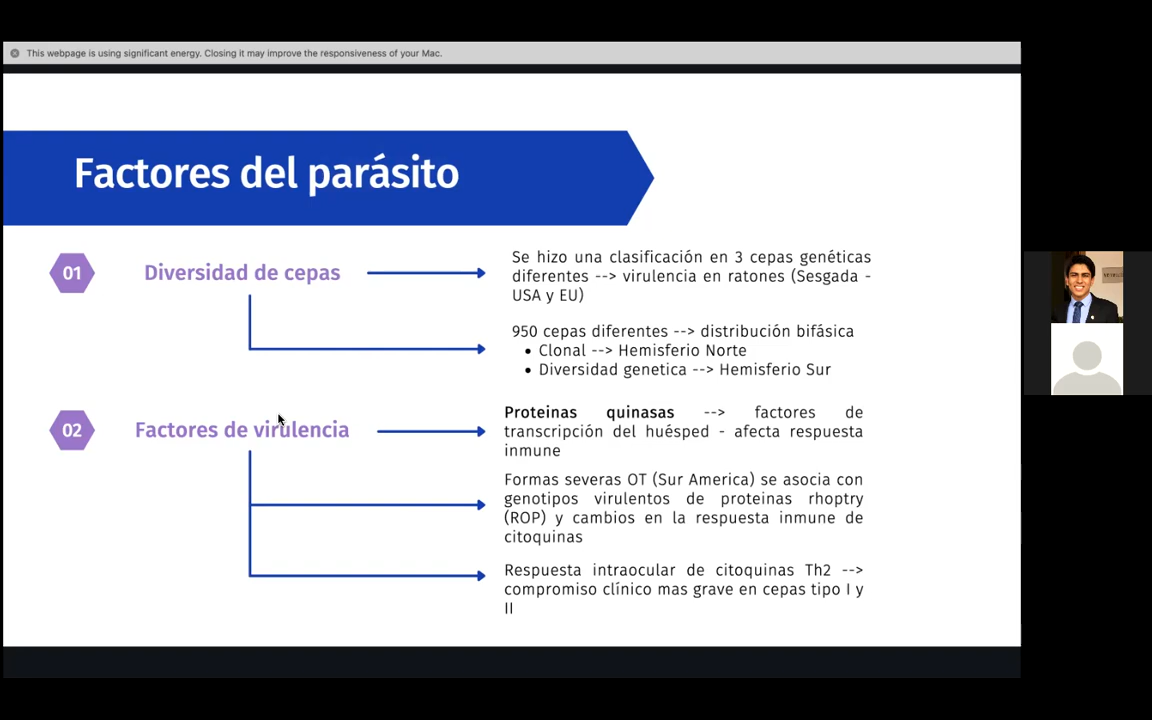 This webpage is using significant energy. Closing it may improve the responsiveness of your Mac.
Factores del parásito
01
Diversidad de cepas
Se hizo una clasificación en 3 cepas genéticas
diferentes --> virulencia en ratones (Sesgada -
USA y EU)
950 cepas diferentes --> distribución bifásica
• Clonal --> Hemisferio Norte
• Diversidad genetica --> Hemisferio Sur
02
Factores de virulencia
Proteinas quinasas --> factores de
transcripción del huésped - afecta respuesta
inmune
Formas severas OT (Sur America) se asocia con
genotipos virulentos de proteinas rhoptry
(ROP) y cambios en la respuesta inmune de
citoquinas
Respuesta intraocular de citoquinas Th2 -->
compromiso clínico mas grave en cepas tipo I y
II